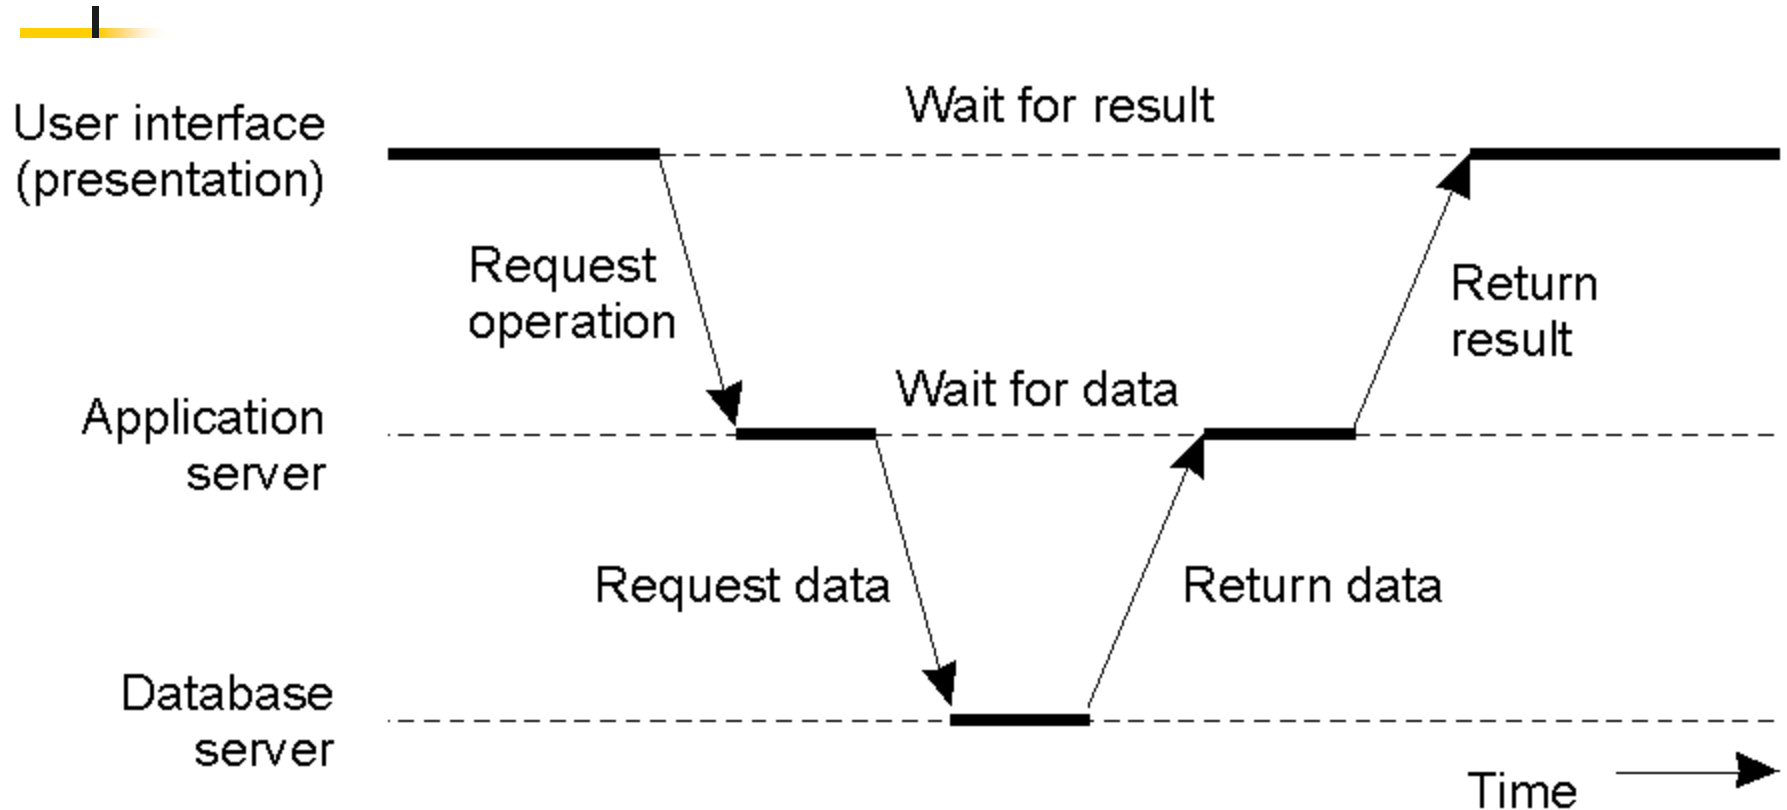 Wait for result
User interface
(presentation)
Request
operation
Return
result
Wait for data
Application
server
Request data
Return data
Database
server
Time